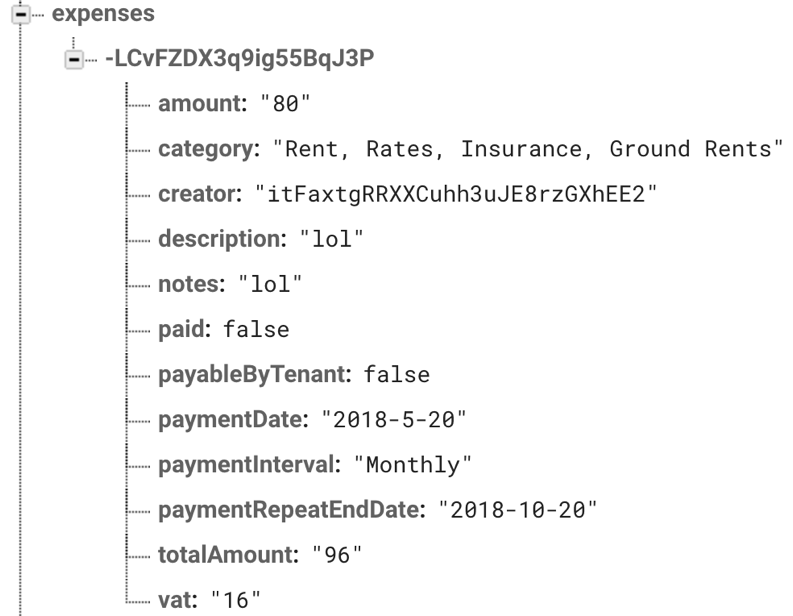 expenses
-LCvFZDX3q9ig55BqJ3P
amount: "80"
category: "Rent, Rates, Insurance, Ground Rents"
creator: "itFaxtgRRXXCuhh3uJE8rzGXhEE2"
description: "lol"
notes: "lol"
paid: false
payableByTenant: false
paymentDate: "2018-5-20"
paymentInterval: "Monthly"
paymentRepeatEndDate: "2018-10-20"
totalAmount: "96"
vat: "16"